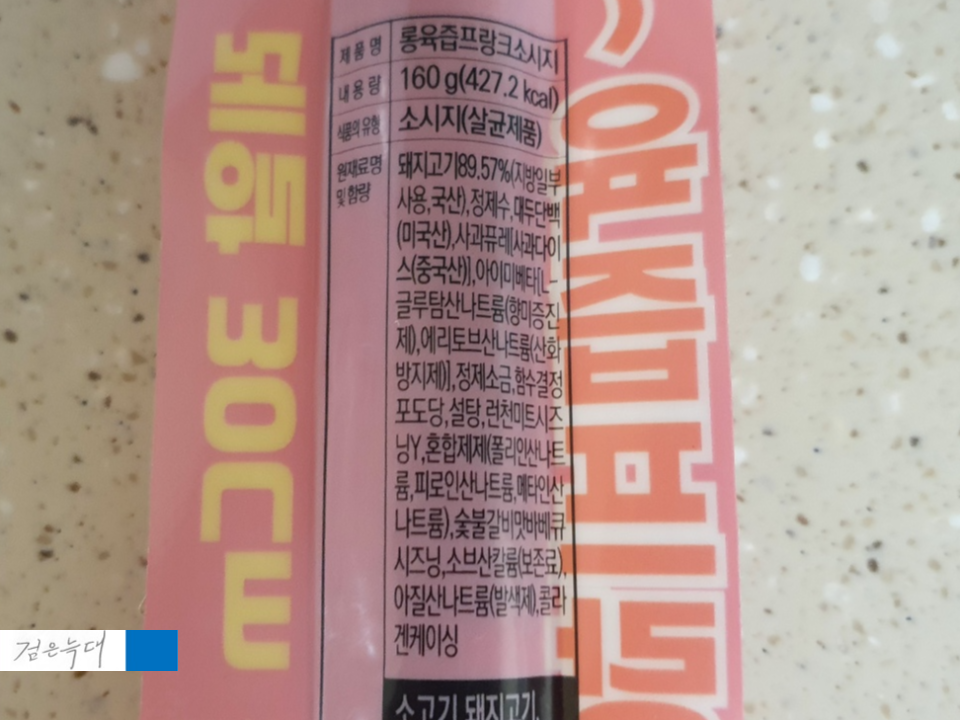 제품명 롱육즙프랑크소시지
내용량 160 g(427.2 kcal)
식품의 유형 소시지(살균제품)
원재료명 및 함량
돼지고기89.57%(지방일부
사용,국산),정제수,대두단백
(미국산),사과퓨레[사과다이
스(중국산)],아이미베타[L-
글루탐산나트륨(향미증진
제),에리토브산나트륨(산화
방지제)],정제소금,함수결정
포도당,설탕,런천미트시즈
닝Y,혼합제제(폴리인산나트
륨,피로인산나트륨,메타인산
나트륨),숯불갈비맛바베큐
시즈닝,소브산칼륨(보존료),
아질산나트륨(발색제),콜라
겐케이싱
소고기,돼지고기,
30cm
검은늑대